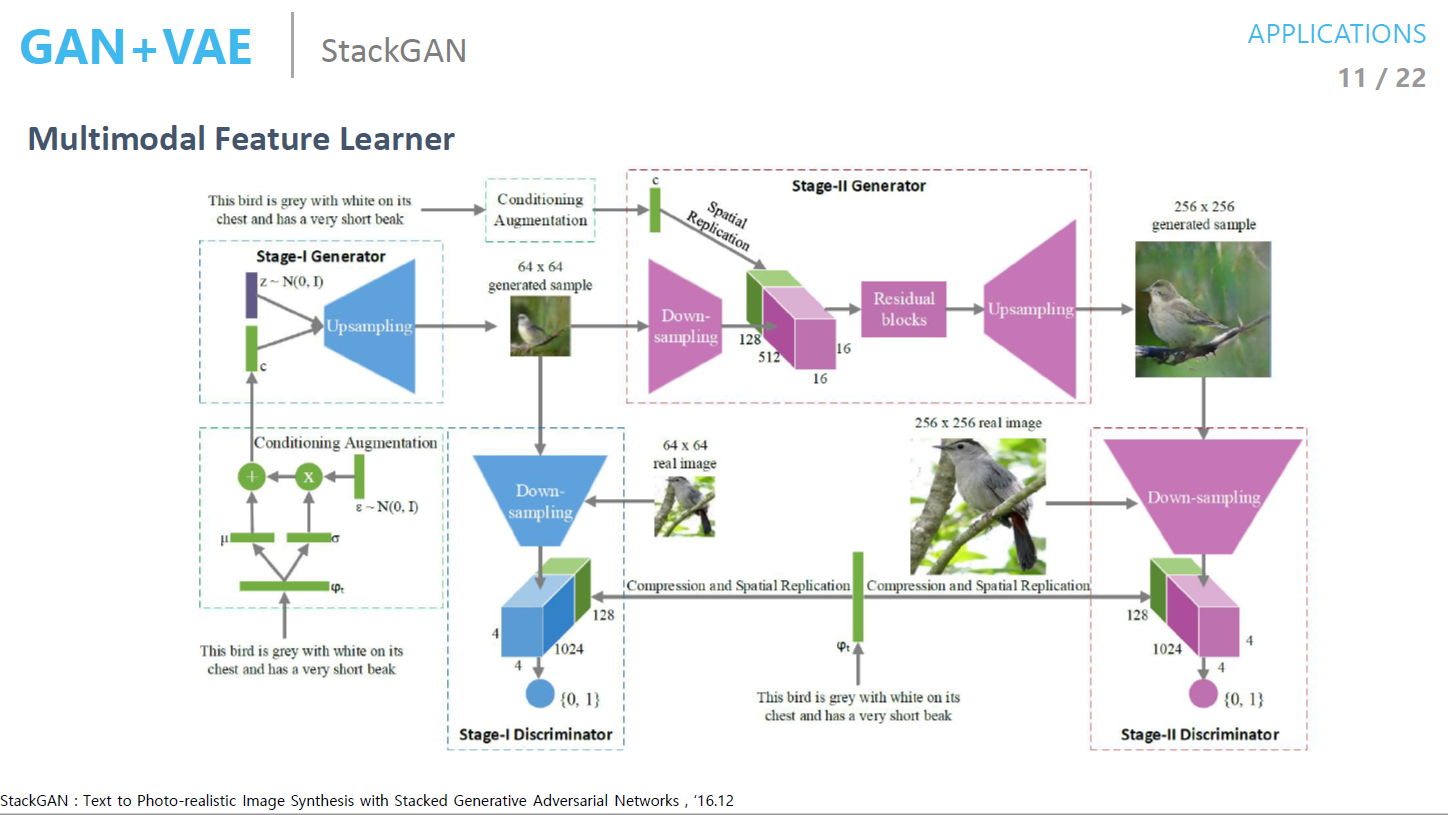 GAN+VAE
StackGAN
APPLICATIONS
11 / 22
Multimodal Feature Learner
This bird is grey with white on its
chest and has a very short beak
Conditioning
Augmentation
c
Spatial
Replication
Stage-II Generator
256 x 256
generated sample
Stage-I Generator
z ~ N(0, I)
c
Upsampling
64 x 64
generated sample
Down-
sampling
128
512
16
16
Residual
blocks
Upsampling
Conditioning Augmentation
+
x
ε ~ N(0, I)
μ
σ
φt
This bird is grey with white on its
chest and has a very short beak
64 x 64
real image
Down-
sampling
256 x 256 real image
Down-sampling
Compression and Spatial Replication
Compression and Spatial Replication
128
4
1024
4
{0, 1}
Stage-I Discriminator
φt
This bird is grey with white on its
chest and has a very short beak
128
1024
4
4
{0, 1}
Stage-II Discriminator
StackGAN : Text to Photo-realistic Image Synthesis with Stacked Generative Adversarial Networks , ‘16.12